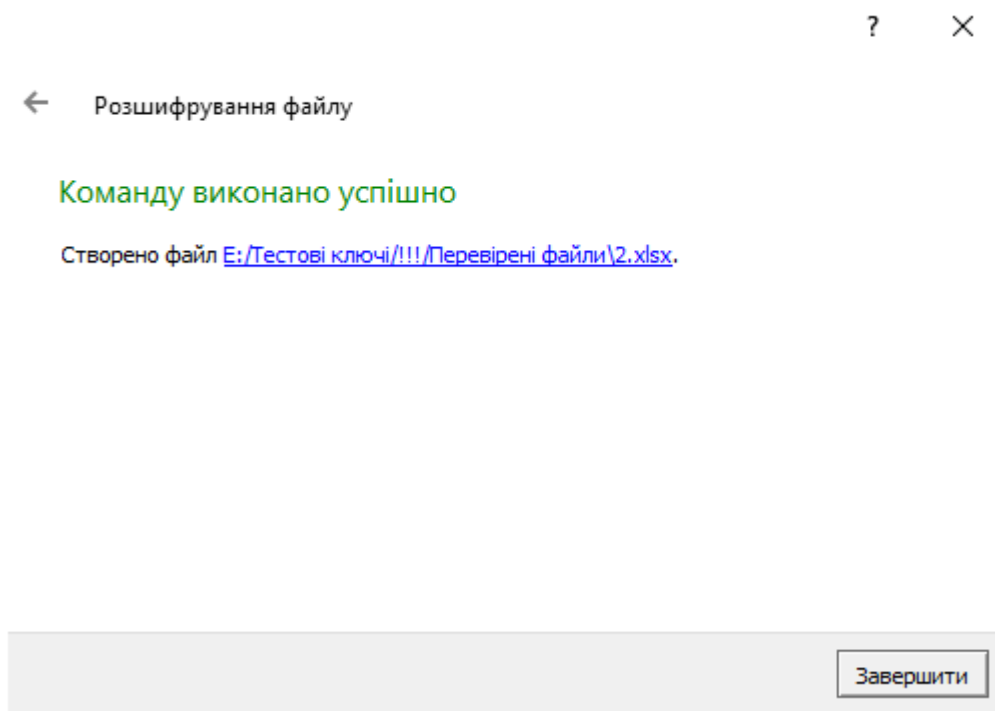 ?
Розшифрування файлу
Команду виконано успішно
Створено файл E:/Тестові ключі/!!!/Перевірені файли\2.xlsx.
Завершити